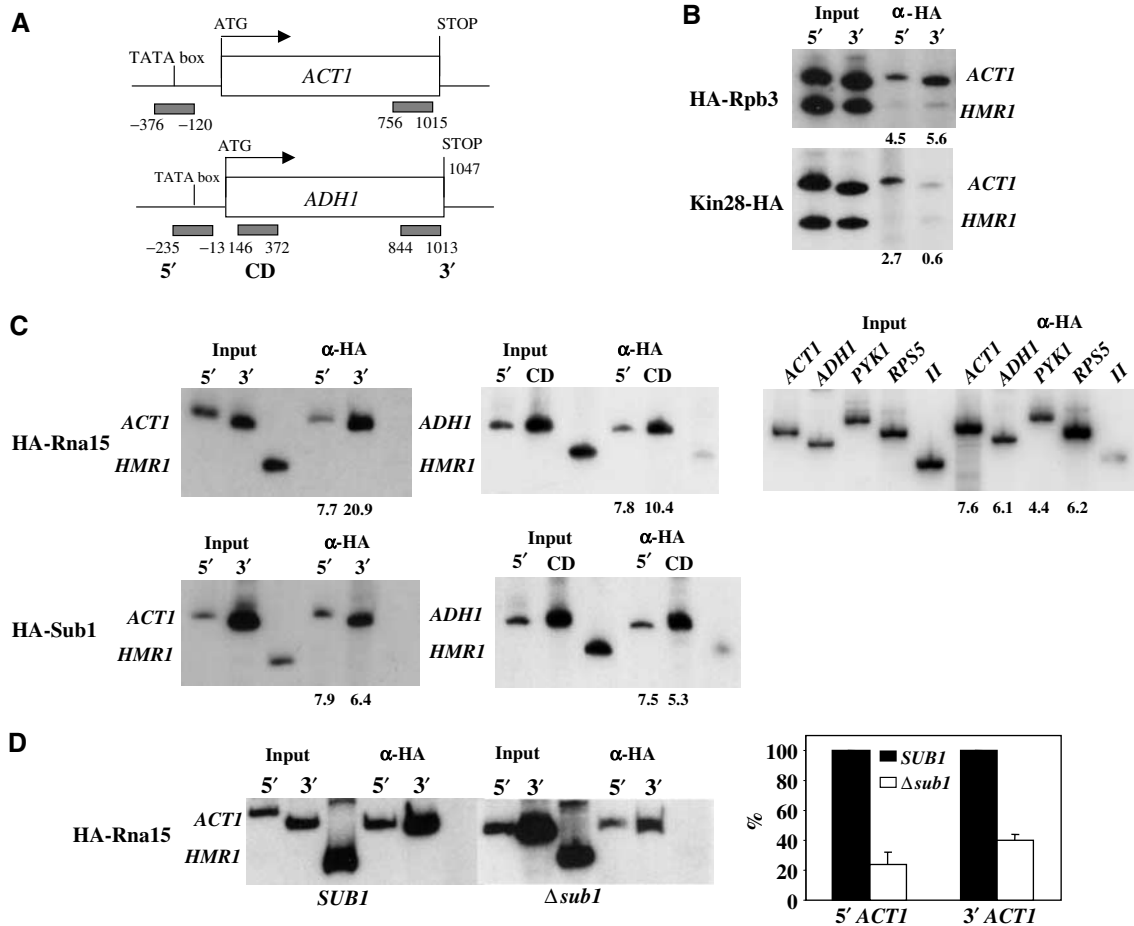 A
ATG
STOP
TATA box
ACT1
−376 −120
756 1015
ATG
STOP
1047
TATA box
ADH1
−235 −13 146 372 844 1013
5′ CD 3′
B
Input α-HA
5′ 3′ 5′ 3′
HA-Rpb3
ACT1
HMR1
4.5 5.6
Kin28-HA
ACT1
HMR1
2.7 0.6
C
Input α-HA
5′ 3′ 5′ 3′
HA-Rna15
ACT1
HMR1
7.7 20.9
Input α-HA
5′ CD 5′ CD
ADH1
HMR1
7.8 10.4
Input α-HA
ACT1 ADH1 PYK1 RPS5 II ACT1 ADH1 PYK1 RPS5 II
7.6 6.1 4.4 6.2
Input α-HA
5′ 3′ 5′ 3′
HA-Sub1
ACT1
HMR1
7.9 6.4
Input α-HA
5′ CD 5′ CD
ADH1
HMR1
7.5 5.3
D
Input α-HA Input α-HA
5′ 3′ 5′ 3′ 5′ 3′ 5′ 3′
HA-Rna15
ACT1
HMR1
SUB1 Δsub1
%
100
80
60
40
20
0
SUB1
Δsub1
5′ ACT1 3′ ACT1